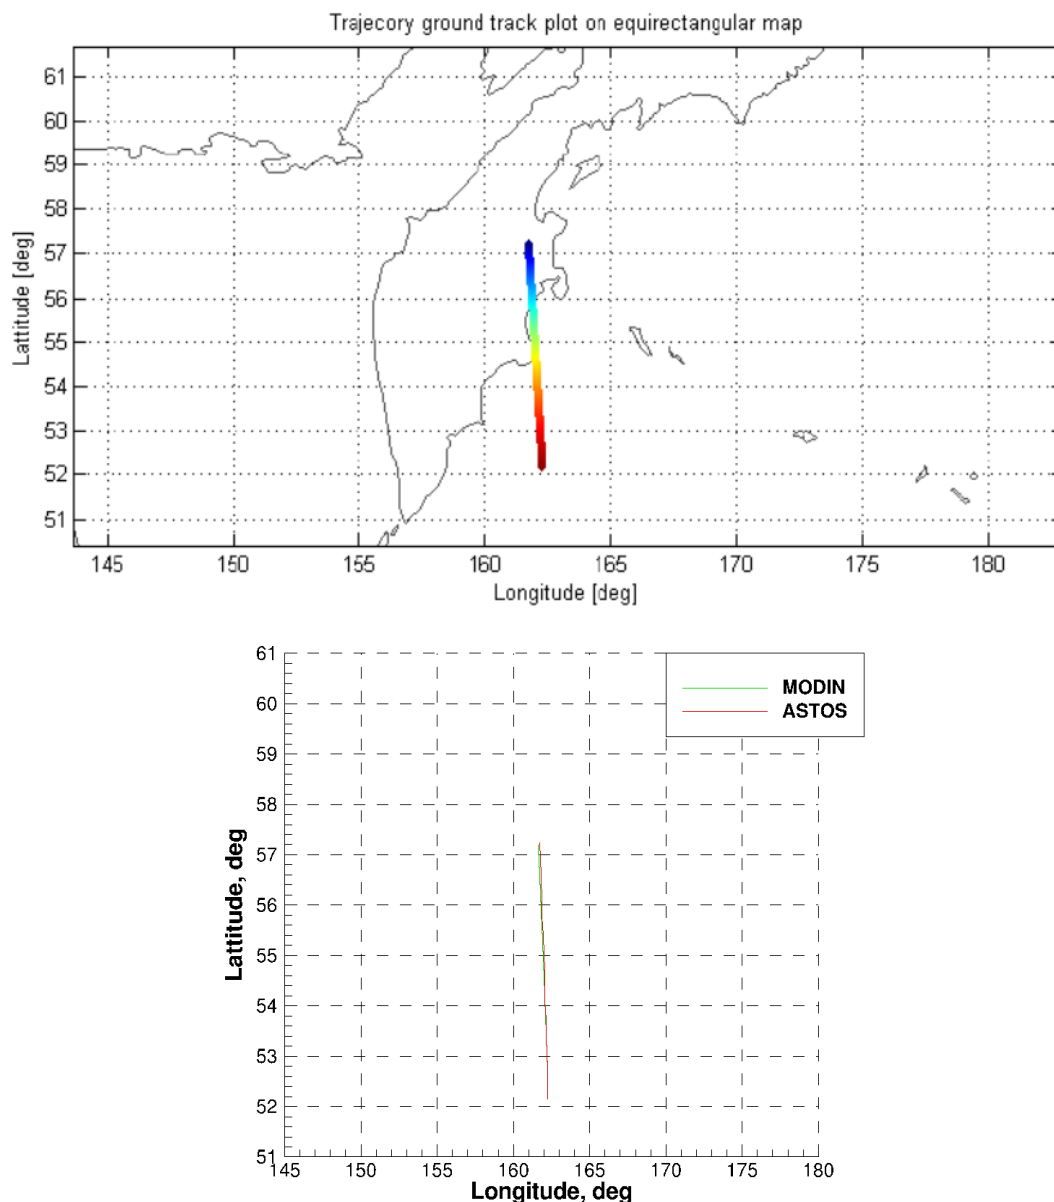 Trajecory ground track plot on equirectangular map
61
60
59
58
57
56
55
54
53
52
51
Lattitude [deg]
145 150 155 160 165 170 175 180
Longitude [deg]
61
60
59
58
57
56
55
54
53
52
51
Lattitude, deg
MODIN
ASTOS
145 150 155 160 165 170 175 180
Longitude, deg